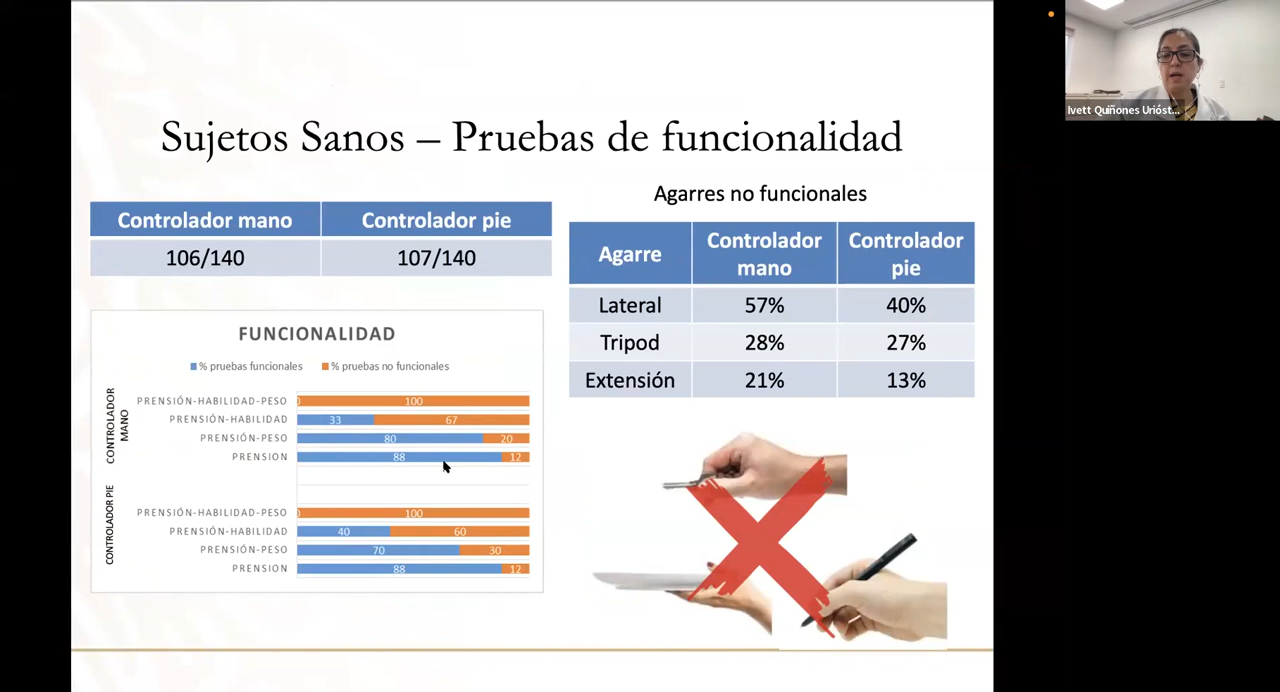 Ivett Quiñones Urióst...
Sujetos Sanos – Pruebas de funcionalidad
Controlador mano Controlador pie
106/140 107/140
Agarres no funcionales
Agarre Controlador mano Controlador pie
Lateral 57% 40%
Tripod 28% 27%
Extensión 21% 13%
FUNCIONALIDAD
% pruebas funcionales % pruebas no funcionales
CONTROLADOR MANO
PRENSIÓN-HABILIDAD-PESO 0 100
PRENSIÓN-HABILIDAD 33 67
PRENSIÓN-PESO 80 20
PRENSION 88 12
CONTROLADOR PIE
PRENSIÓN-HABILIDAD-PESO 0 100
PRENSIÓN-HABILIDAD 40 60
PRENSIÓN-PESO 70 30
PRENSION 88 12